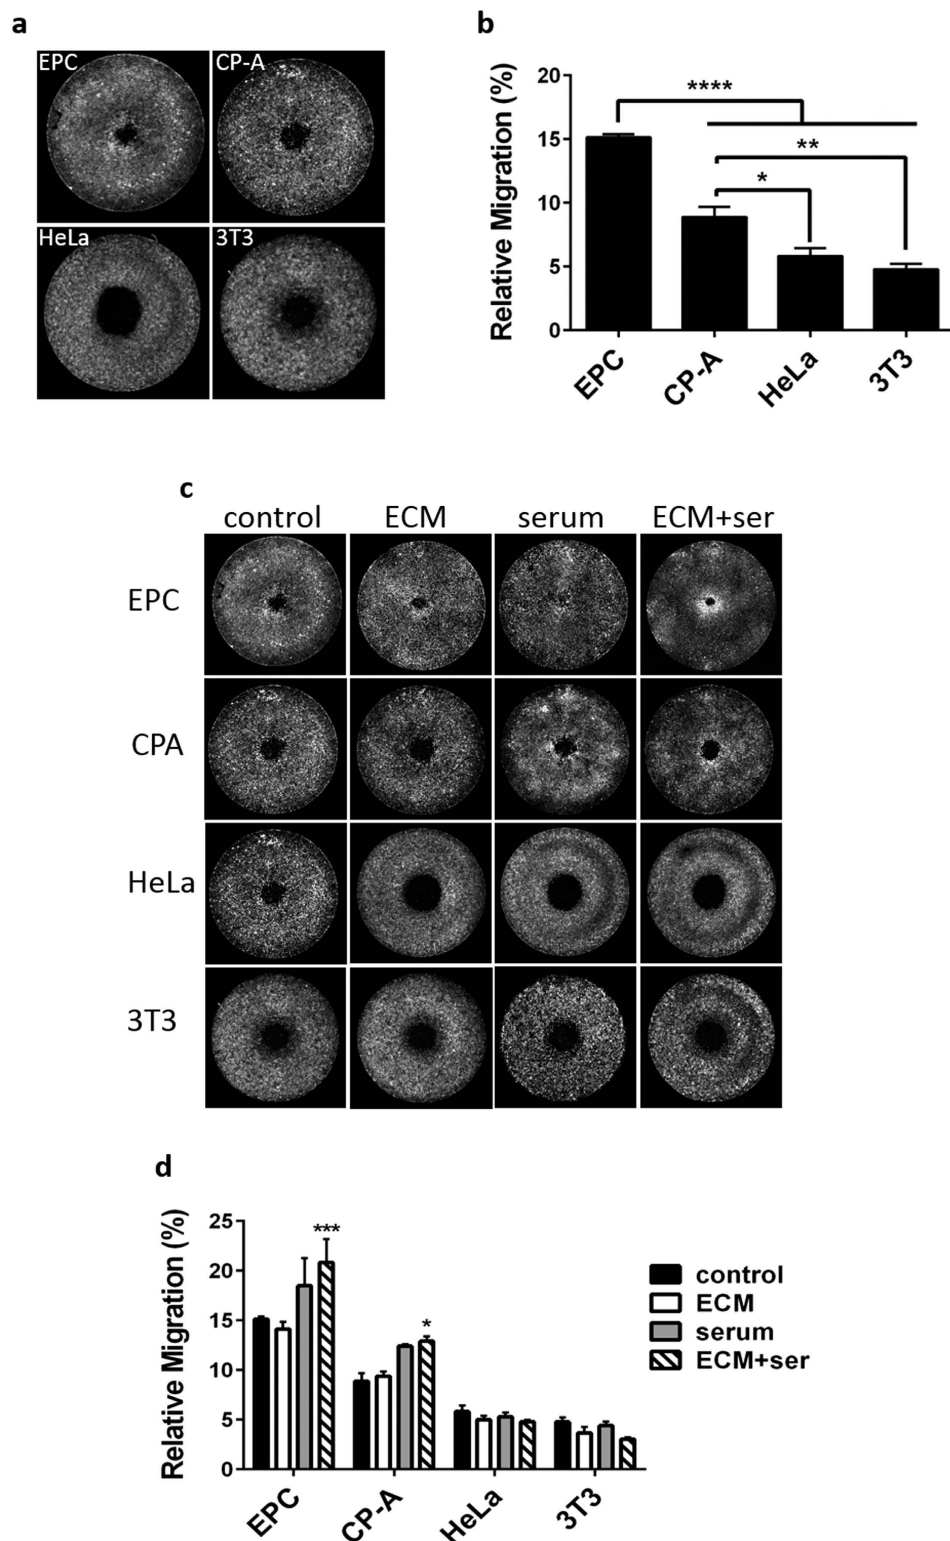 a
EPC
CP-A
HeLa
3T3
b
Relative Migration (%)
20
15
10
5
0
****
**
*
EPC
CP-A
HeLa
3T3
c
control
ECM
serum
ECM+ser
EPC
CPA
HeLa
3T3
d
Relative Migration (%)
25
20
15
10
5
0
***
*
EPC
CP-A
HeLa
3T3
control
ECM
serum
ECM+ser